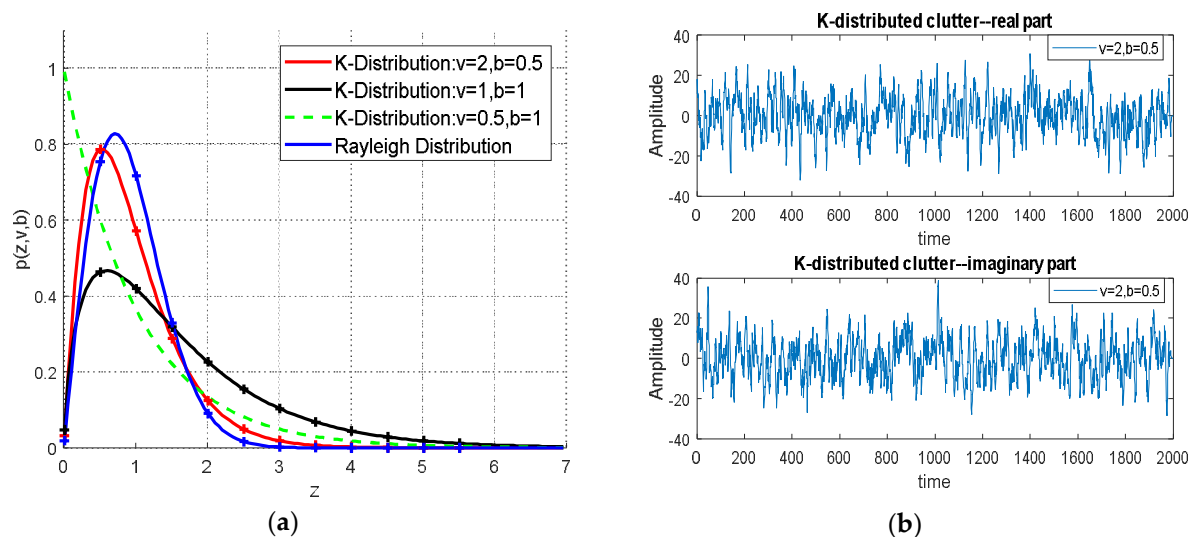 K-Distribution:v=2,b=0.5
K-Distribution:v=1,b=1
K-Distribution:v=0.5,b=1
Rayleigh Distribution
p(z,v,b)
1
0.8
0.6
0.4
0.2
0
0 1 2 3 4 5 6 7
z
(a)
K-distributed clutter--real part
v=2,b=0.5
Amplitude
40
20
0
-20
-40
0 200 400 600 800 1000 1200 1400 1600 1800 2000
time
K-distributed clutter--imaginary part
v=2,b=0.5
Amplitude
40
20
0
-20
-40
0 200 400 600 800 1000 1200 1400 1600 1800 2000
time
(b)